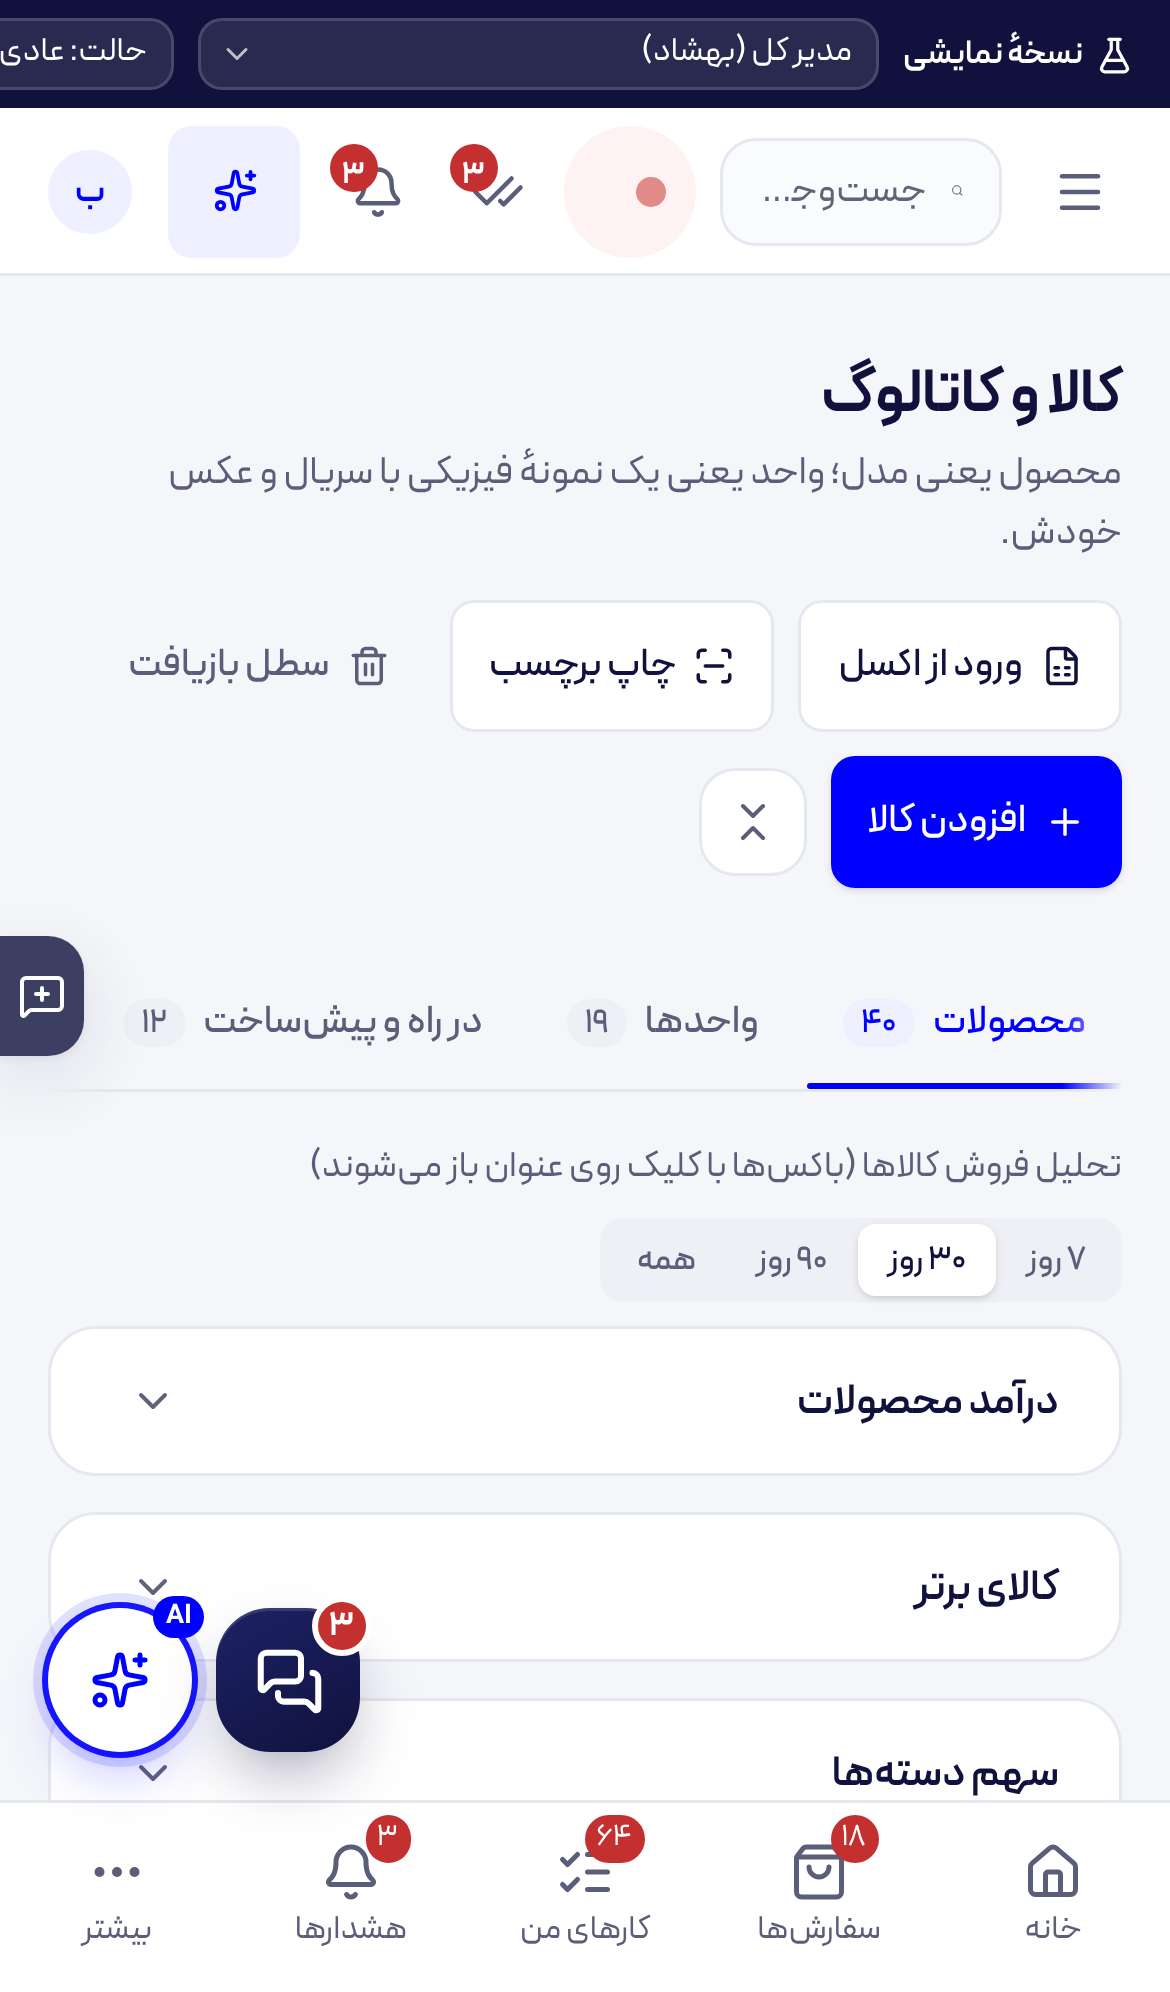 نسخهٔ نمایشی
مدیر کل (بهشاد)
حالت: عادی
جست‌وجـ...
۳
۳
ب
کالا و کاتالوگ
محصول یعنی مدل؛ واحد یعنی یک نمونهٔ فیزیکی با سریال و عکس
خودش.
ورود از اکسل
چاپ برچسب
سطل بازیافت
افزودن کالا
محصولات ۴۰
واحدها ۱۹
در راه و پیش‌ساخت ۱۲
تحلیل فروش کالاها (باکس‌ها با کلیک روی عنوان باز می‌شوند)
۷ روز
۳۰ روز
۹۰ روز
همه
درآمد محصولات
کالای برتر
AI
۳
سهم دسته‌ها
۱۸
۶۴
۳
خانه
سفارش‌ها
کارهای من
هشدارها
بیشتر